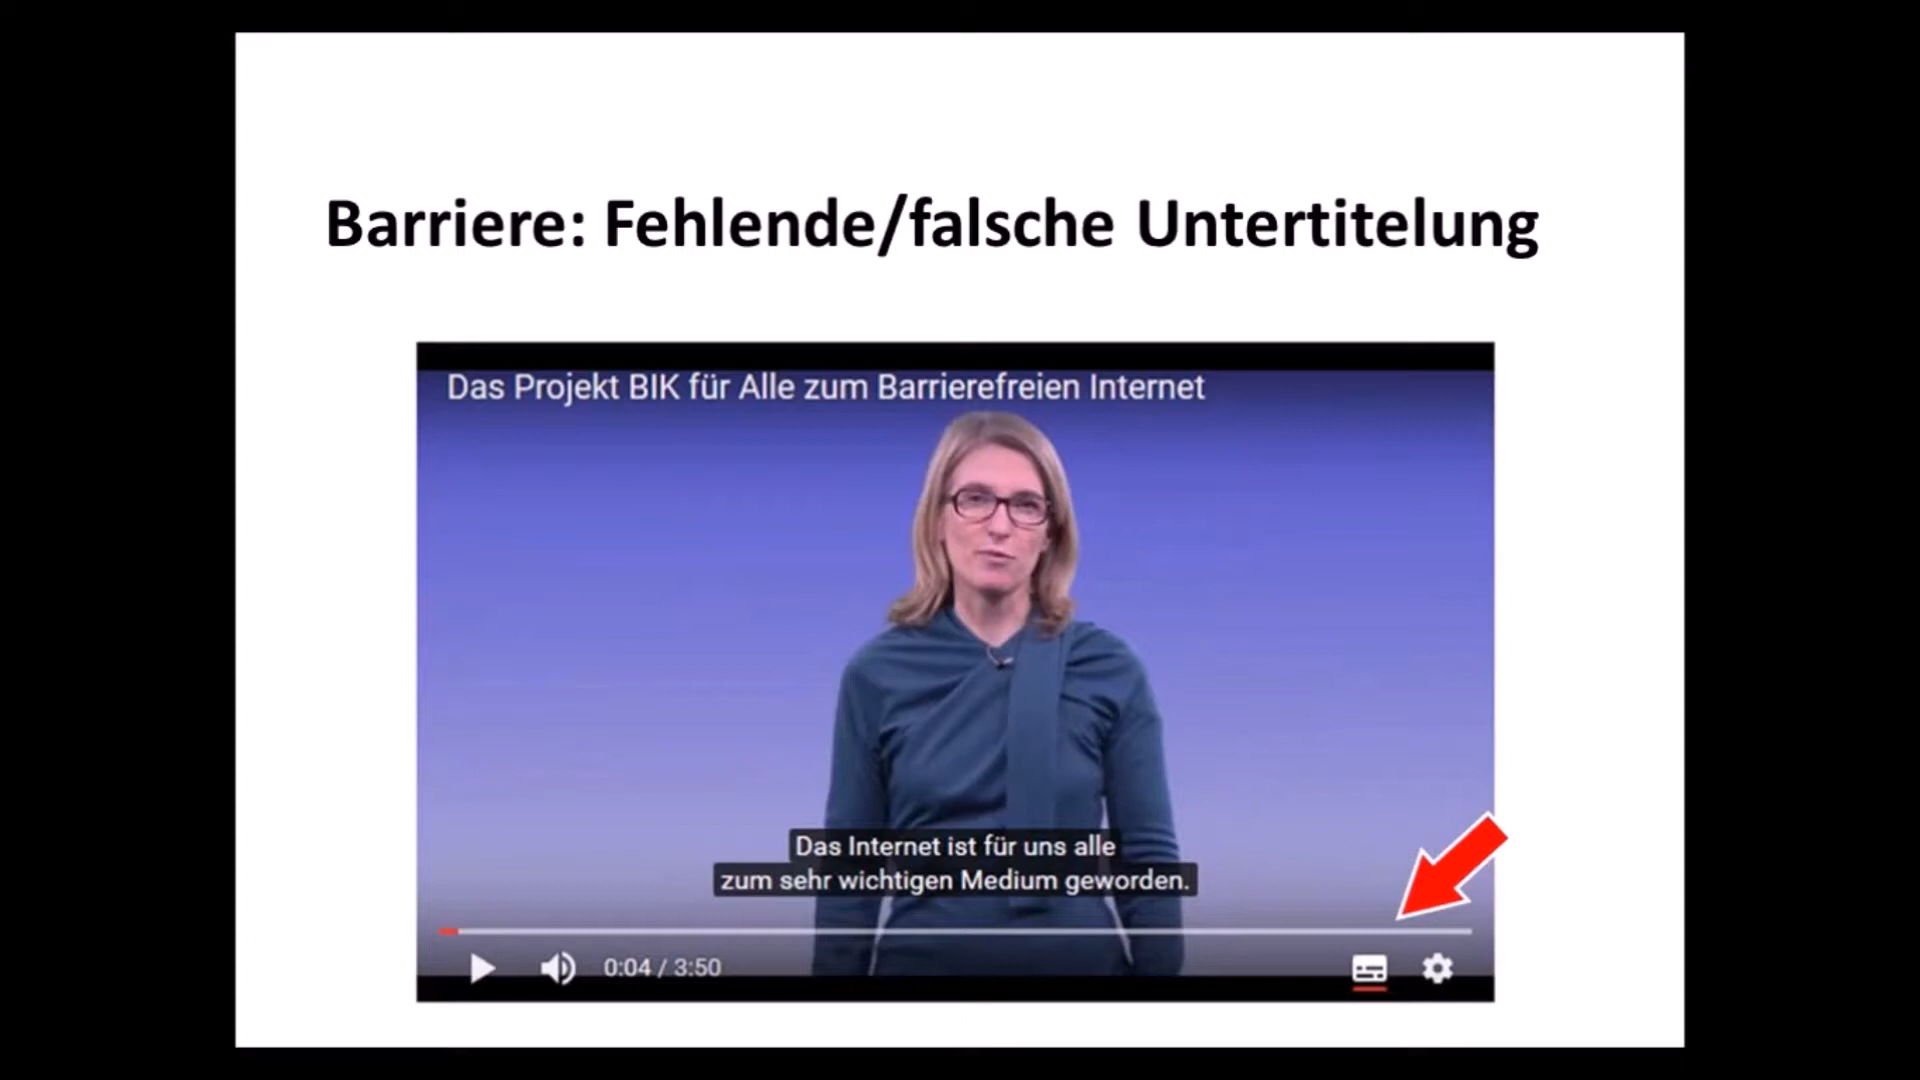 Barriere: Fehlende/falsche Untertitelung
Das Projekt BIK für Alle zum Barrierefreien Internet
Das Internet ist für uns alle
zum sehr wichtigen Medium geworden.
0:04 / 3:50